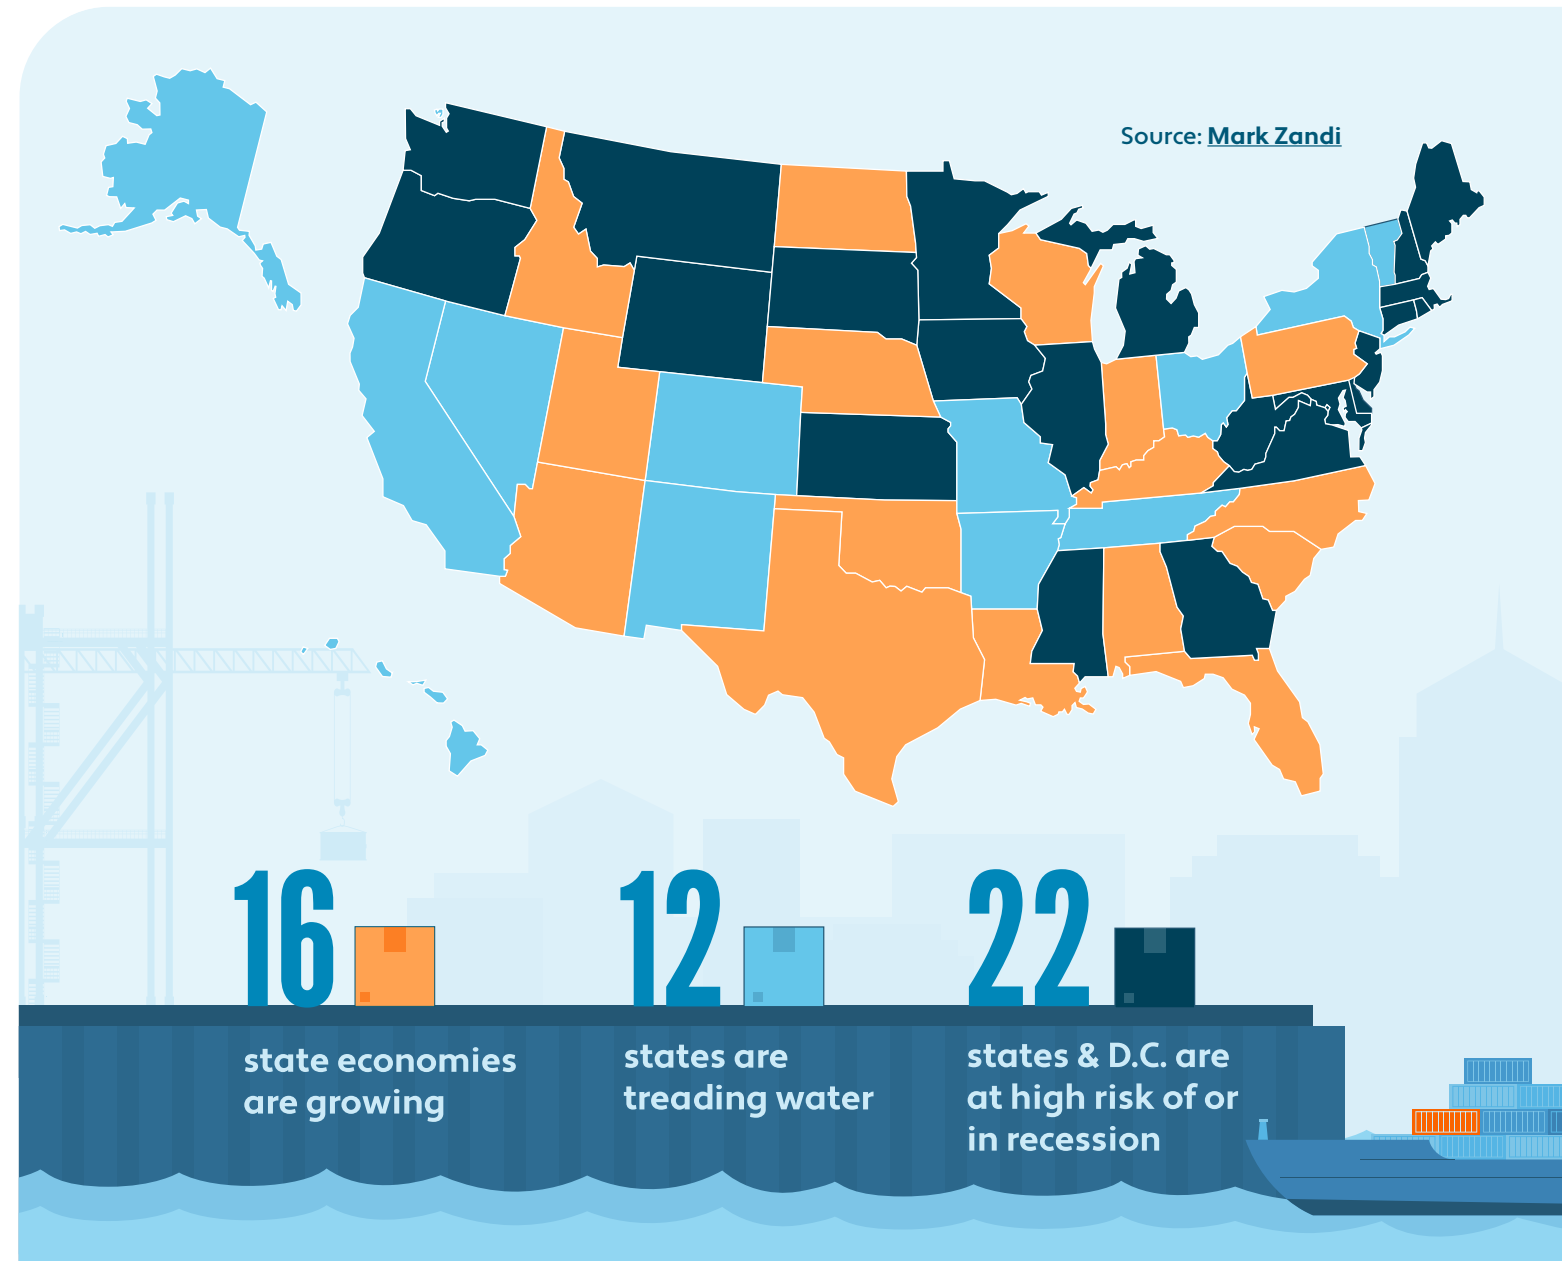 Source: Mark Zandi
16
state economies
are growing
12
states are
treading water
22
states & D.C. are
at high risk of or
in recession